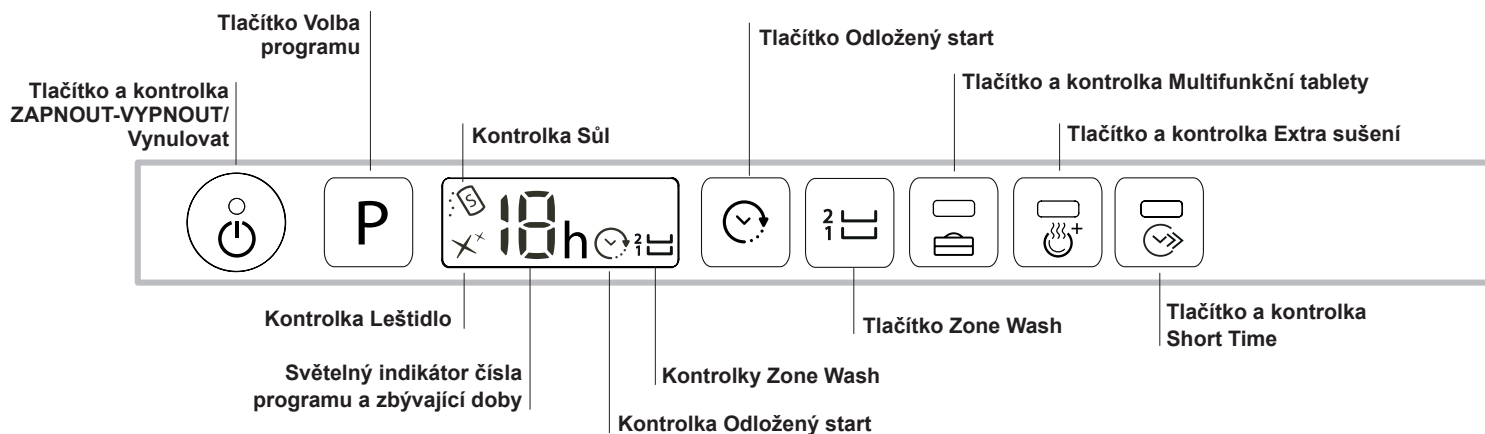 Tlačítko Volba
programu
Tlačítko Odložený start
Tlačítko a kontrolka Multifunkční tablety
Tlačítko a kontrolka
ZAPNOUT-VYPNOUT/
Vynulovat
Kontrolka Sůl
Tlačítko a kontrolka Extra sušení
P
S
18h
2
1
2
1
+
Kontrolka Leštidlo
Tlačítko Zone Wash
Tlačítko a kontrolka
Short Time
Světelný indikátor čísla
programu a zbývající doby
Kontrolky Zone Wash
Kontrolka Odložený start